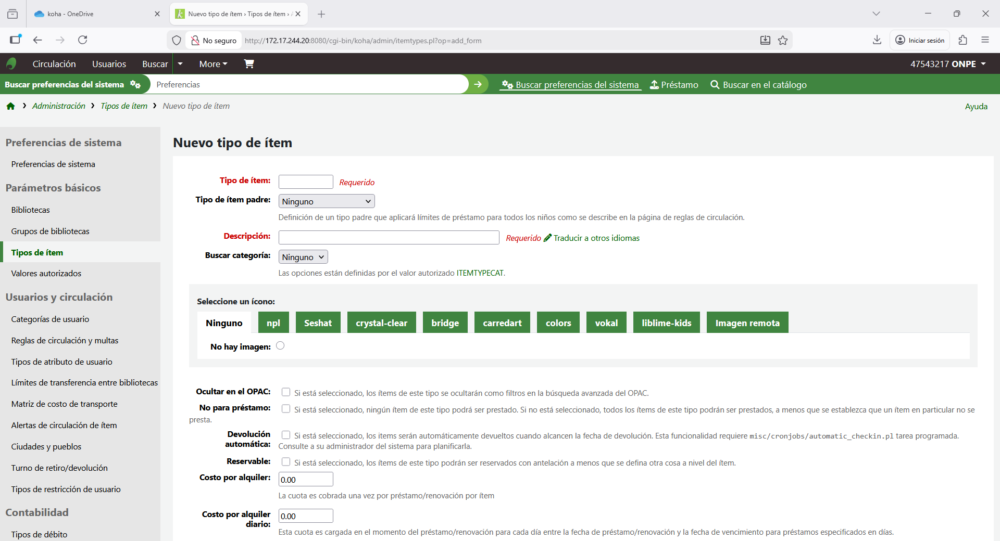 koha - OneDrive
Nuevo tipo de ítem › Tipos de ítem ›
No seguro
http://172.17.244.20:8080/cgi-bin/koha/admin/itemtypes.pl?op=add_form
Iniciar sesión
Circulación
Usuarios
Buscar
More
47543217 ONPE
Buscar preferencias del sistema
Preferencias
Buscar preferencias del sistema
Préstamo
Buscar en el catálogo
Administración
Tipos de ítem
Nuevo tipo de ítem
Ayuda
Preferencias de sistema
Preferencias de sistema
Parámetros básicos
Bibliotecas
Grupos de bibliotecas
Tipos de ítem
Valores autorizados
Usuarios y circulación
Categorías de usuario
Reglas de circulación y multas
Tipos de atributo de usuario
Límites de transferencia entre bibliotecas
Matriz de costo de transporte
Alertas de circulación de ítem
Ciudades y pueblos
Turno de retiro/devolución
Tipos de restricción de usuario
Contabilidad
Tipos de débito
Nuevo tipo de ítem
Tipo de ítem:
Requerido
Tipo de ítem padre:
Ninguno
Definición de un tipo padre que aplicará límites de préstamo para todos los niños como se describe en la página de reglas de circulación.
Descripción:
Requerido
Traducir a otros idiomas
Buscar categoría:
Ninguno
Las opciones están definidas por el valor autorizado ITEMTYPECAT.
Seleccione un ícono:
Ninguno
npl
Seshat
crystal-clear
bridge
carredart
colors
vokal
liblime-kids
Imagen remota
No hay imagen:
Ocultar en el OPAC:
Si está seleccionado, los ítems de este tipo se ocultarán como filtros en la búsqueda avanzada del OPAC.
No para préstamo:
Si está seleccionado, ningún ítem de este tipo podrá ser prestado. Si no está seleccionado, todos los ítems de este tipo podrán ser prestados, a menos que se establezca que un ítem en particular no se
presta.
Devolución
automática:
Si está seleccionado, los items serán automáticamente devueltos cuando alcancen la fecha de devolución. Esta funcionalidad requiere misc/cronjobs/automatic_checkin.pl tarea programada.
Consulte a su administrador del sistema para planificarla.
Reservable:
Si está seleccionado, los ítems de este tipo podrán ser reservados con antelación a menos que se defina otra cosa a nivel del ítem.
Costo por alquiler:
0.00
La cuota es cobrada una vez por préstamo/renovación por ítem
Costo por alquiler
diario:
0.00
Esta cuota es cargada en el momento del préstamo/renovación para cada día entre la fecha de préstamo/renovación y la fecha de vencimiento para préstamos especificados en días.